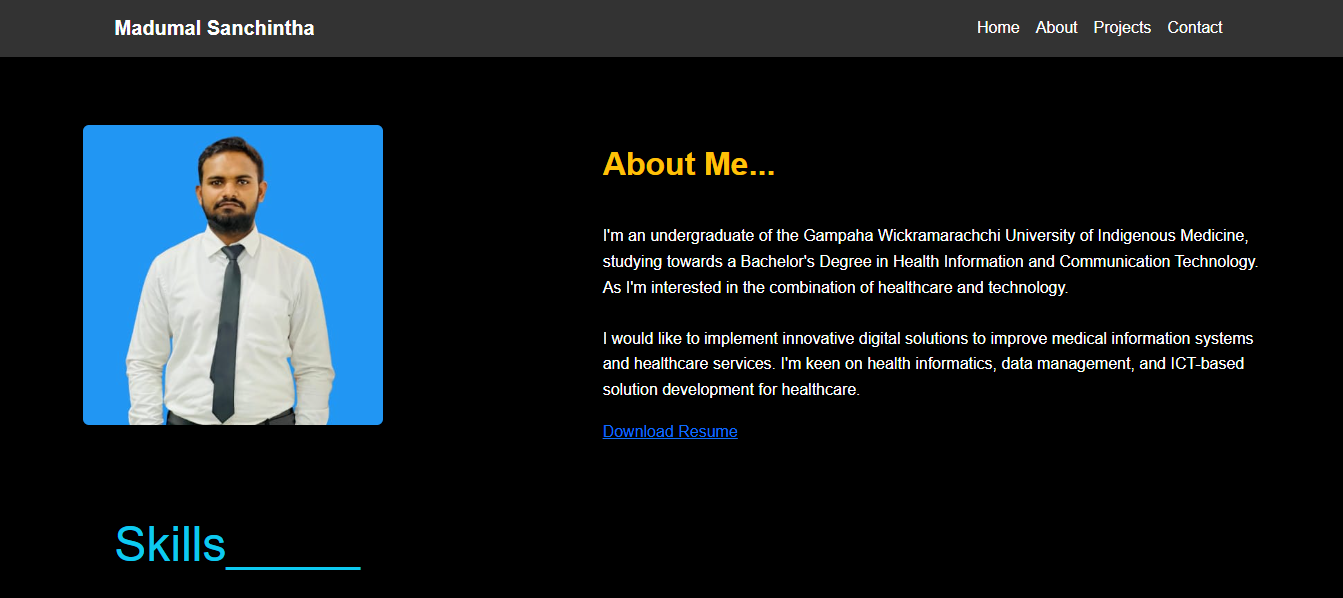 Madumal Sanchintha
Home About Projects Contact
About Me...
I'm an undergraduate of the Gampaha Wickramarachchi University of Indigenous Medicine,
studying towards a Bachelor's Degree in Health Information and Communication Technology.
As I'm interested in the combination of healthcare and technology.
I would like to implement innovative digital solutions to improve medical information systems
and healthcare services. I'm keen on health informatics, data management, and ICT-based
solution development for healthcare.
Download Resume
Skills______